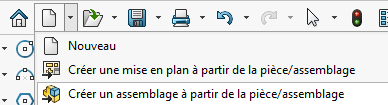 Nouveau
Créer une mise en plan à partir de la pièce/assemblage
Créer un assemblage à partir de la pièce/assemblage